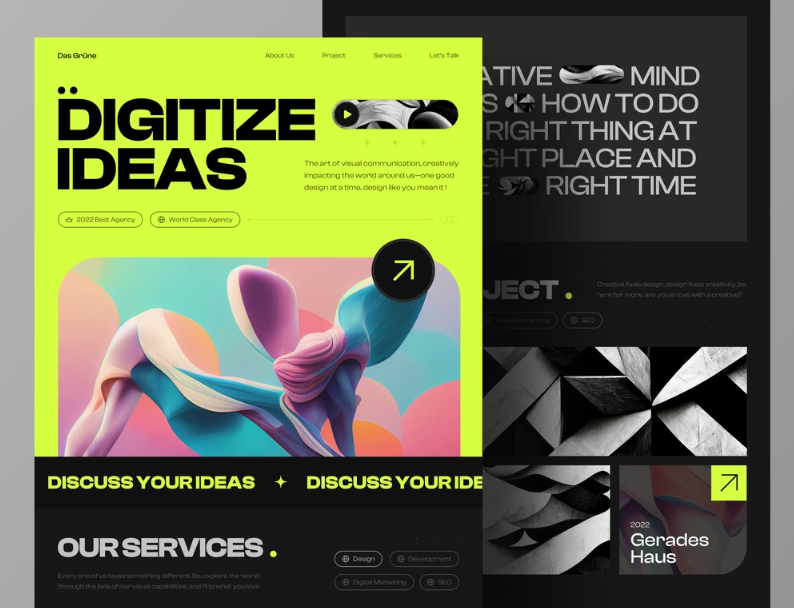 Das Grüne
About Us
Project
Services
Let's Talk
DIGITIZE
IDEAS
The art of visual communication, creatively
impacting the world around us—one good
design at a time, design like you mean it !
2022 Best Agency
World Class Agency
DISCUSS YOUR IDEAS
DISCUSS YOUR IDE
OUR SERVICES .
Every one of us loves something different. So, explore the world
through the lens of our visual capabilities, and find what you love
Design
Development
Digital Marketing
SEO
ATIVE MIND
S HOW TO DO
RIGHT THING AT
GHT PLACE AND
E RIGHT TIME
JECT .
Creative fuels design, design fuels creativity, be
here for more, are you in love with a creative?
SEO
2022
Gerades
Haus